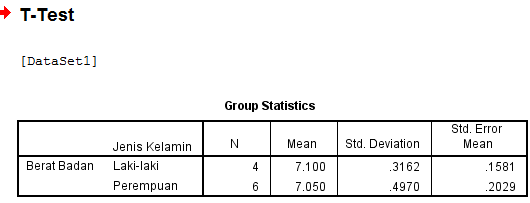 T-Test
[DataSet1]
Group Statistics
Jenis Kelamin N Mean Std. Deviation Std. Error Mean
Berat Badan Laki-laki 4 7.100 .3162 .1581
Perempuan 6 7.050 .4970 .2029